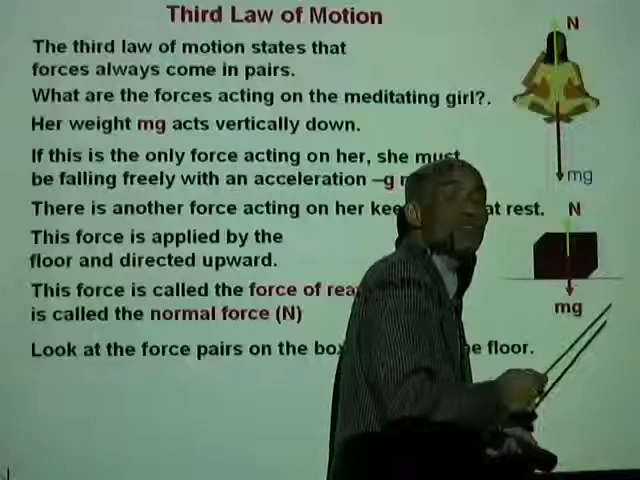 Third Law of Motion
The third law of motion states that
forces always come in pairs.
What are the forces acting on the meditating girl?.
Her weight mg acts vertically down.
If this is the only force acting on her, she must
be falling freely with an acceleration –g
There is another force acting on her at rest.
This force is applied by the
floor and directed upward.
This force is called the force of
is called the normal force (N)
Look at the force pairs on the floor.
N
mg
N
mg